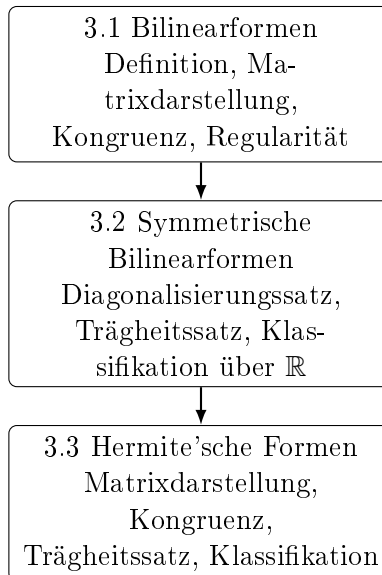 3.1 Bilinearformen
Definition, Ma-
trixdarstellung,
Kongruenz, Regularität
3.2 Symmetrische
Bilinearformen
Diagonalisierungssatz,
Trägheitssatz, Klas-
sifikation über ℝ
3.3 Hermite'sche Formen
Matrixdarstellung,
Kongruenz,
Trägheitssatz, Klassifikation